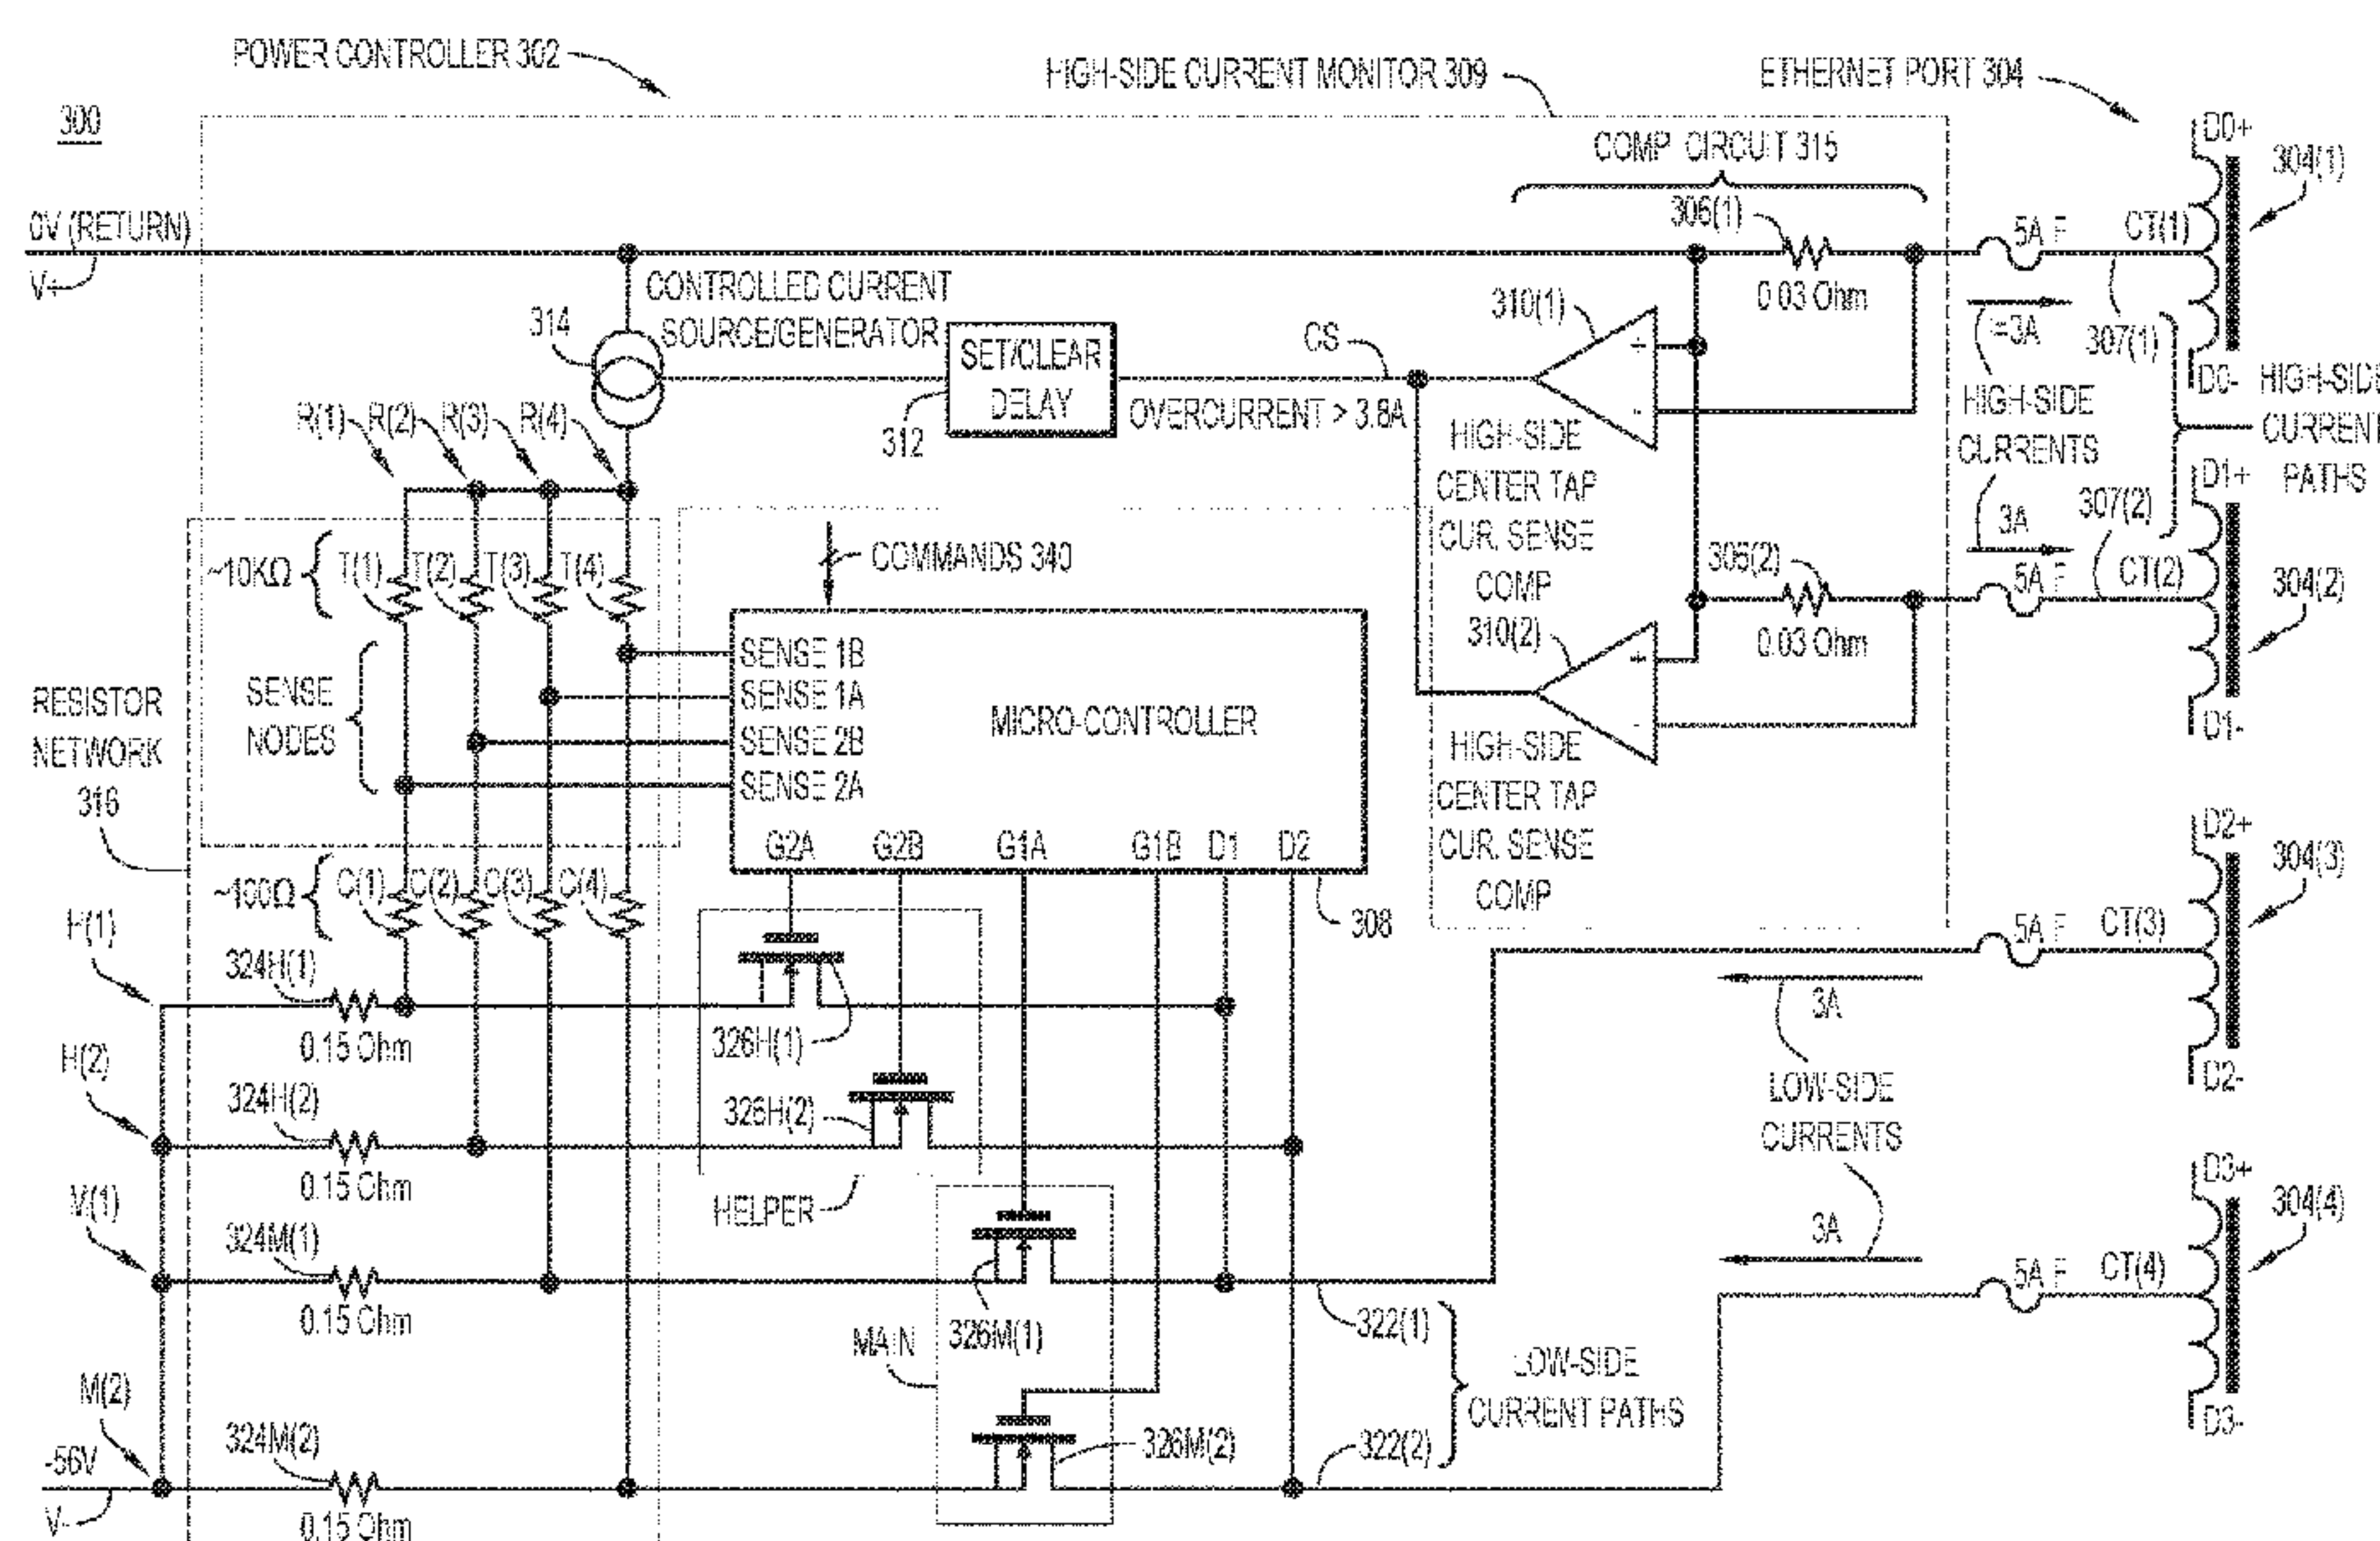 POWER CONTROLLER 302
HIGH-SIDE CURRENT MONITOR 309
ETHERNET PORT 304
300
COMP. CIRCUIT 315
D0+
304(1)
0V (RETURN)
V+
306(1)
5A F
CT(1)
0.03 Ohm
307(1)
D0-
CONTROLLED CURRENT
SOURCE/GENERATOR
314
SET/CLEAR
DELAY
312
CS
OVERCURRENT > 3.8A
310(1)
+
-
HIGH-SIDE
CENTER TAP
CUR. SENSE
COMP
3A
HIGH-SIDE
CURRENTS
3A
HIGH-SIDE
CURRENT
PATHS
R(1)
R(2)
R(3)
R(4)
D1+
307(2)
5A F
CT(2)
304(2)
D1-
306(2)
0.03 Ohm
310(2)
+
-
HIGH-SIDE
CENTER TAP
CUR. SENSE
COMP
~10KΩ
T(1)
T(2)
T(3)
T(4)
COMMANDS 340
SENSE
NODES
SENSE 1B
SENSE 1A
SENSE 2B
SENSE 2A
MICRO-CONTROLLER
G2A
G2B
G1A
G1B
D1
D2
308
RESISTOR
NETWORK
316
~100Ω
C(1)
C(2)
C(3)
C(4)
D2+
304(3)
5A F
CT(3)
D2-
H(1)
324H(1)
0.15 Ohm
326H(1)
3A
LOW-SIDE
CURRENTS
3A
H(2)
324H(2)
0.15 Ohm
326H(2)
HELPER
M(1)
324M(1)
0.15 Ohm
326M(1)
MAIN
322(1)
LOW-SIDE
CURRENT PATHS
322(2)
D3+
304(4)
5A F
CT(4)
D3-
M(2)
-56V
V-
324M(2)
0.15 Ohm
326M(2)